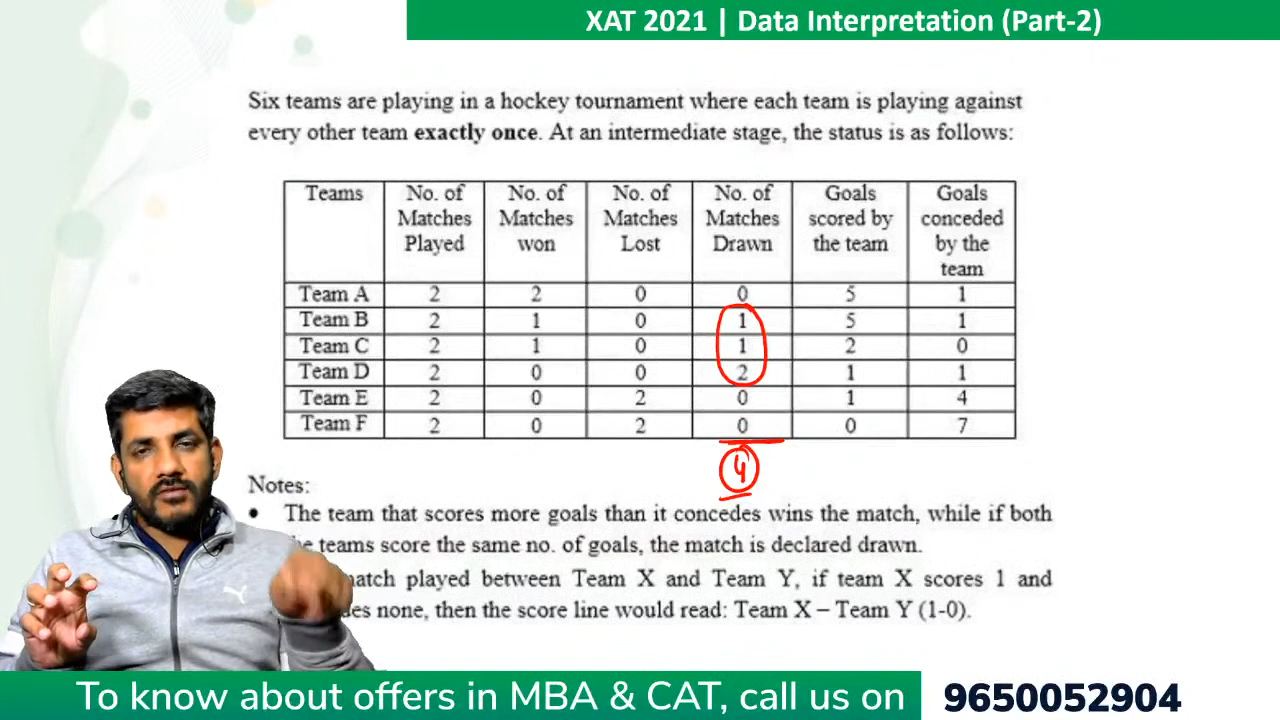 XAT 2021 | Data Interpretation (Part-2)
Six teams are playing in a hockey tournament where each team is playing against
every other team exactly once. At an intermediate stage, the status is as follows:
Teams | No. of Matches Played | No. of Matches won | No. of Matches Lost | No. of Matches Drawn | Goals scored by the team | Goals conceded by the team
Team A | 2 | 2 | 0 | 0 | 5 | 1
Team B | 2 | 1 | 0 | 1 | 5 | 1
Team C | 2 | 1 | 0 | 1 | 2 | 0
Team D | 2 | 0 | 0 | 2 | 1 | 1
Team E | 2 | 0 | 2 | 0 | 1 | 4
Team F | 2 | 0 | 2 | 0 | 0 | 7
4
Notes:
• The team that scores more goals than it concedes wins the match, while if both
teams score the same no. of goals, the match is declared drawn.
played between Team X and Team Y, if team X scores 1 and
none, then the score line would read: Team X – Team Y (1-0).
To know about offers in MBA & CAT, call us on 9650052904